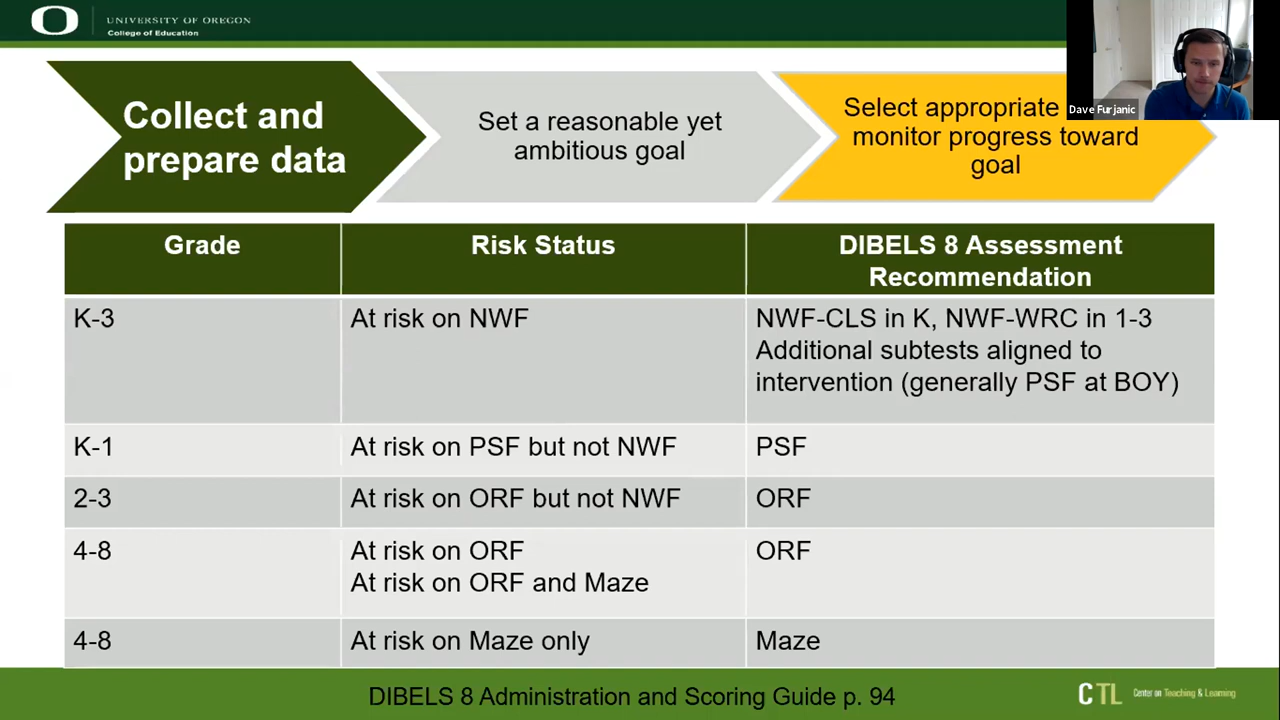 UNIVERSITY OF OREGON
College of Education
Dave Furjanic
Collect and
prepare data
Set a reasonable yet
ambitious goal
Select appropriate
monitor progress toward
goal
Grade
Risk Status
DIBELS 8 Assessment
Recommendation
K-3
At risk on NWF
NWF-CLS in K, NWF-WRC in 1-3
Additional subtests aligned to
intervention (generally PSF at BOY)
K-1
At risk on PSF but not NWF
PSF
2-3
At risk on ORF but not NWF
ORF
4-8
At risk on ORF
At risk on ORF and Maze
ORF
4-8
At risk on Maze only
Maze
DIBELS 8 Administration and Scoring Guide p. 94
CTL
Center on Teaching & Learning